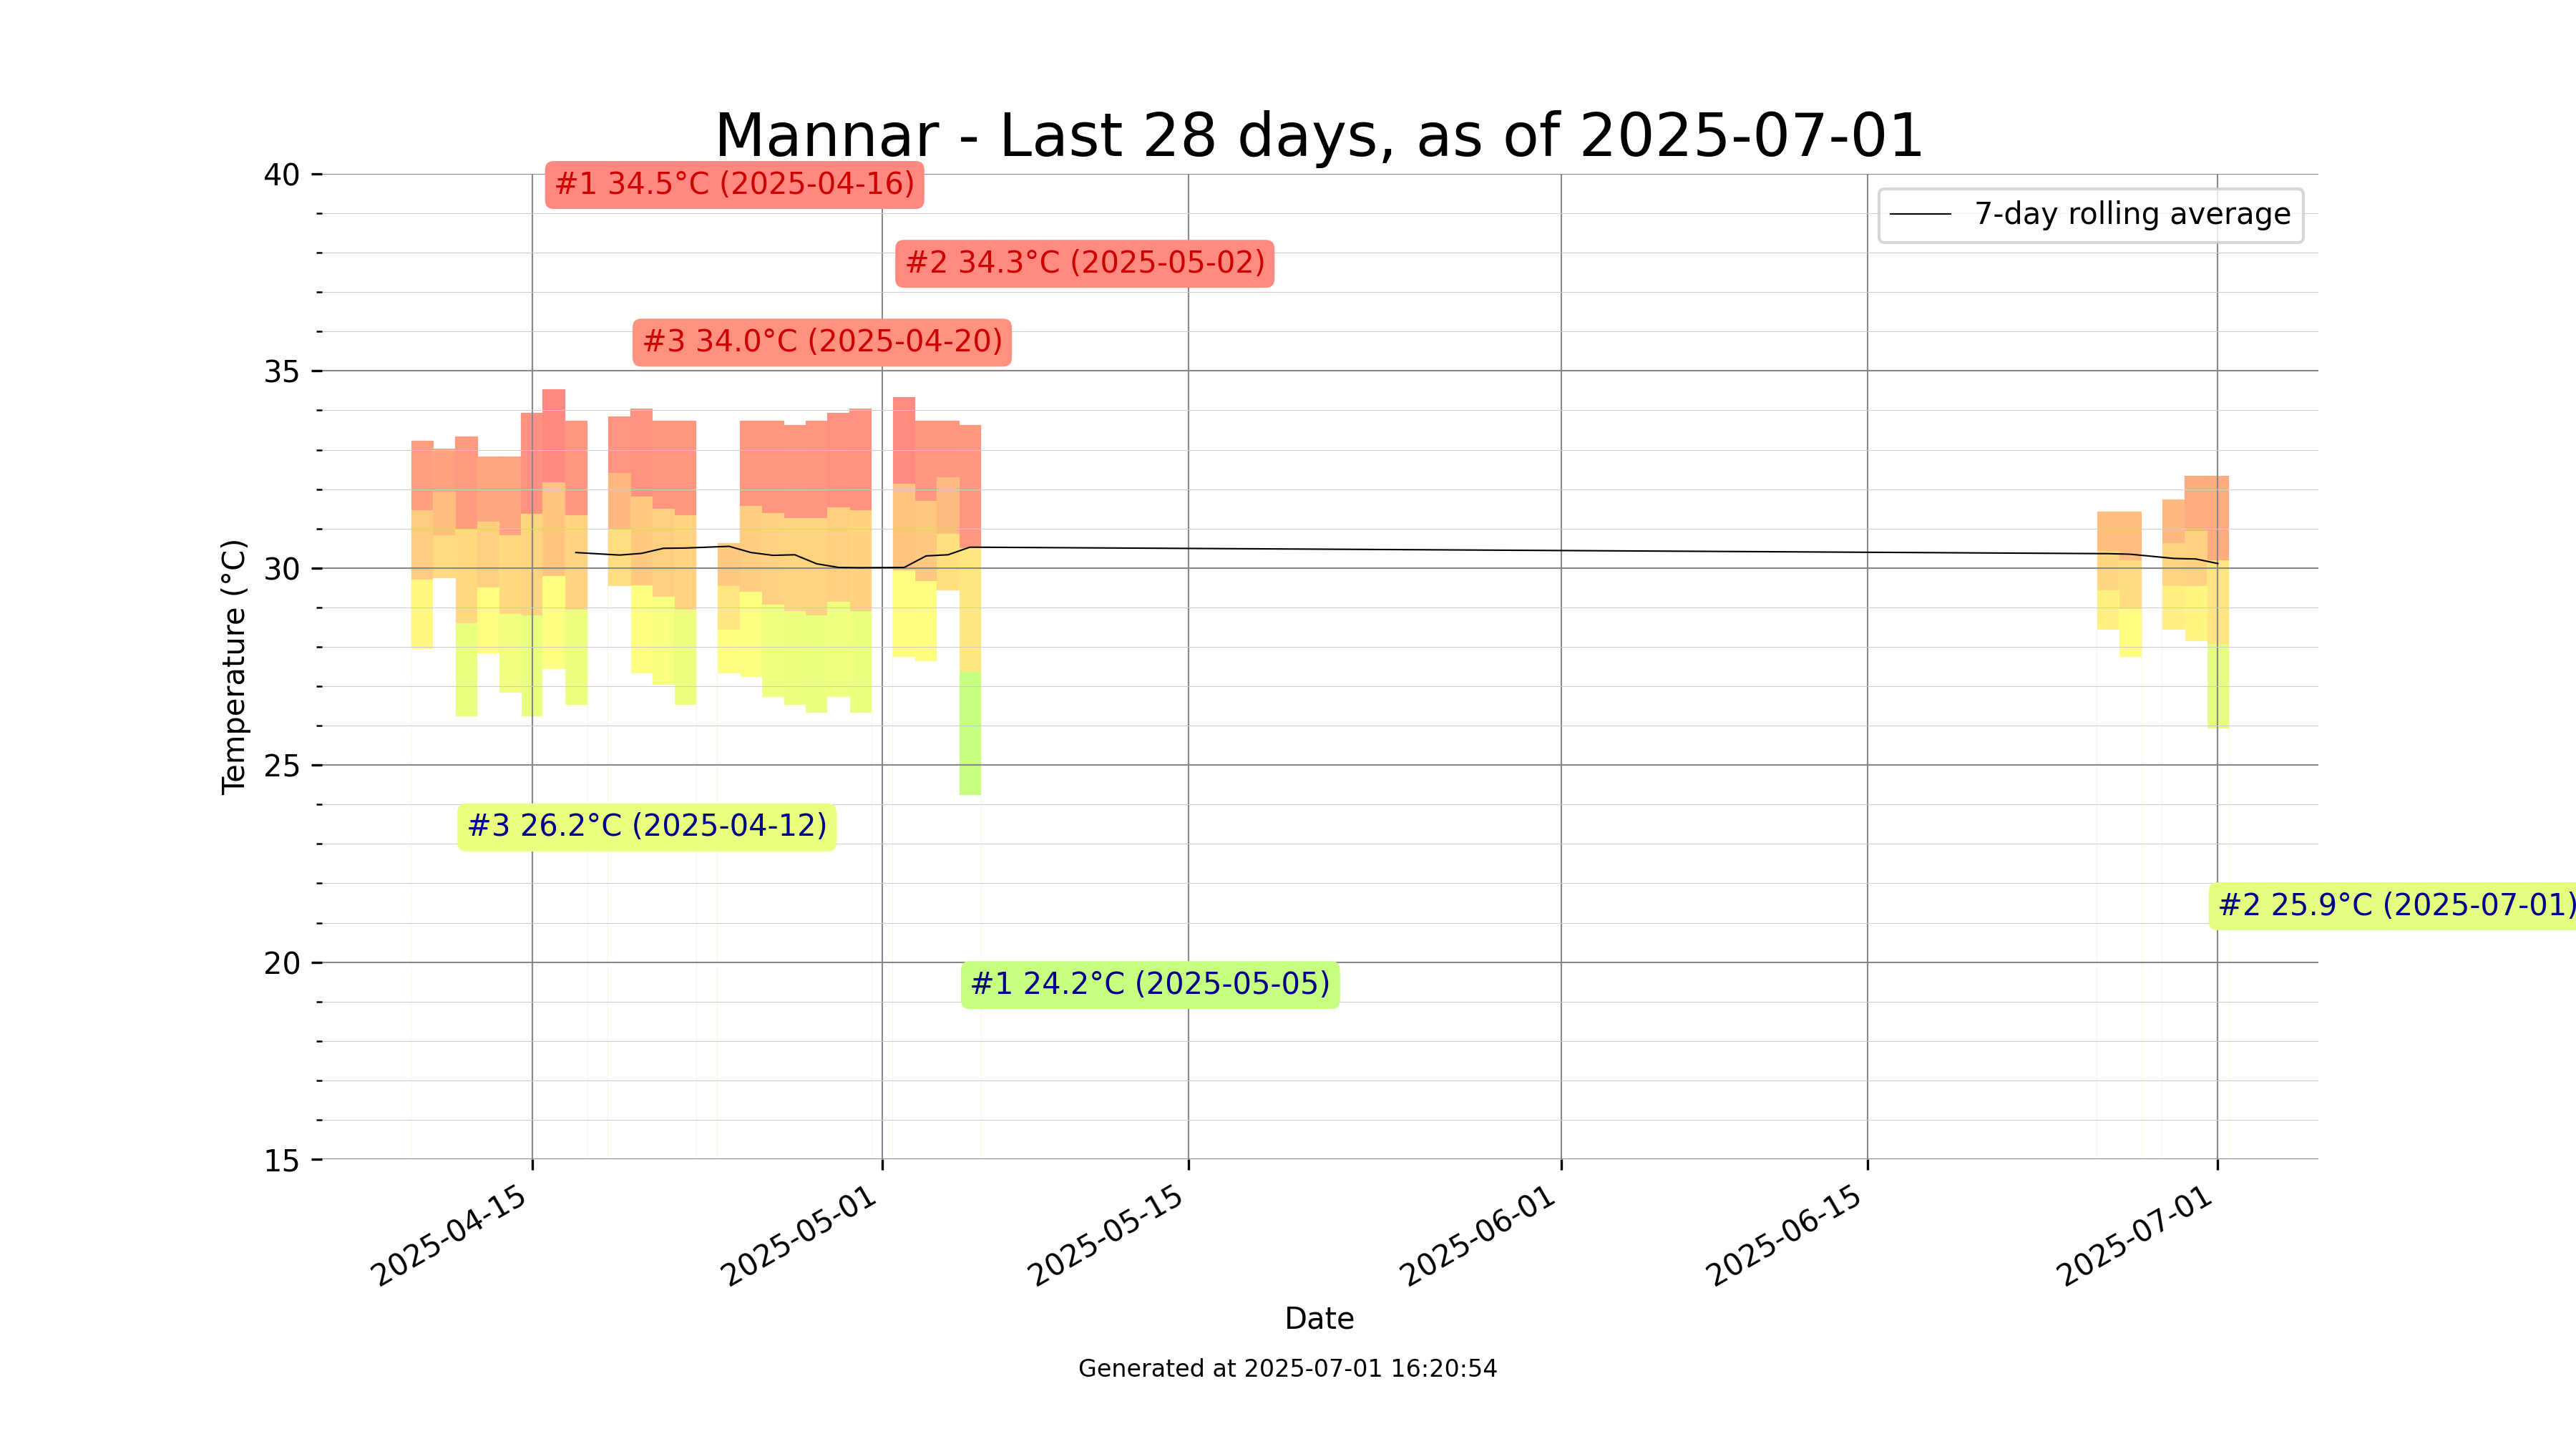 Mannar - Last 28 days, as of 2025-07-01
#1 34.5°C (2025-04-16)
7-day rolling average
#2 34.3°C (2025-05-02)
#3 34.0°C (2025-04-20)
#3 26.2°C (2025-04-12)
#2 25.9°C (2025-07-01)
#1 24.2°C (2025-05-05)
Temperature (°C)
40
35
30
25
20
15
2025-04-15
2025-05-01
2025-05-15
2025-06-01
2025-06-15
2025-07-01
Date
Generated at 2025-07-01 16:20:54